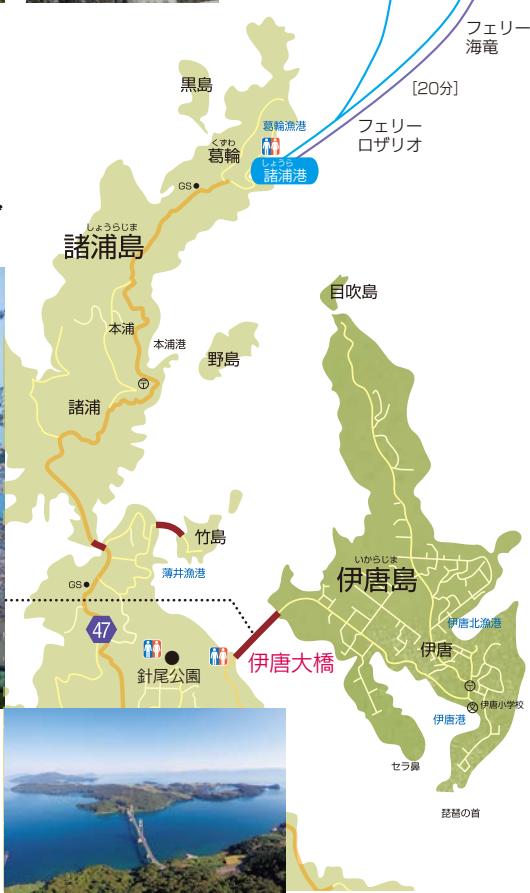 フェリー
海竜
[20分]
フェリー
ロザリオ
黒島
葛輪漁港
くずわ
葛輪
しょうら
諸浦港
GS
しょうらじま
諸浦島
目吹島
本浦
本浦港
野島
〒
諸浦
竹島
薄井漁港
いからじま
伊唐島
GS
47
伊唐北漁港
伊唐
伊唐大橋
針尾公園
〒
文
伊唐小学校
伊唐港
セラ鼻
琵琶の首